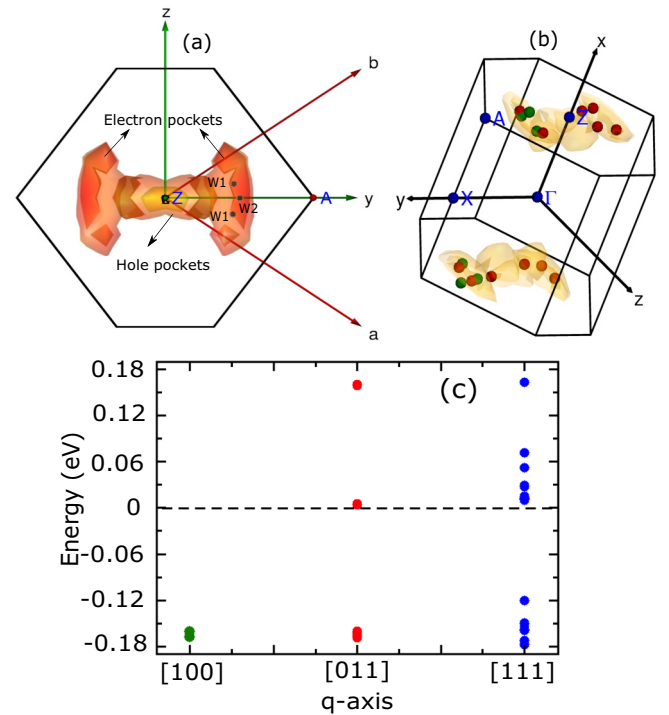 z
(a)
b
Electron pockets
W1
Z
A
y
W2
W1
Hole pockets
a
(b)
x
A
Z
y
X
Γ
z
(c)
0.18
0.12
0.06
0
-0.06
-0.12
-0.18
Energy (eV)
[100]
[011]
[111]
q-axis